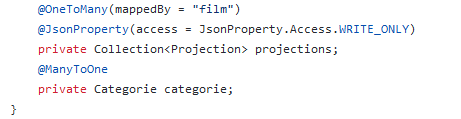 @OneToMany(mappedBy = "film")
@JsonProperty(access = JsonProperty.Access.WRITE_ONLY)
private Collection<Projection> projections;
@ManyToOne
private Categorie categorie;
}